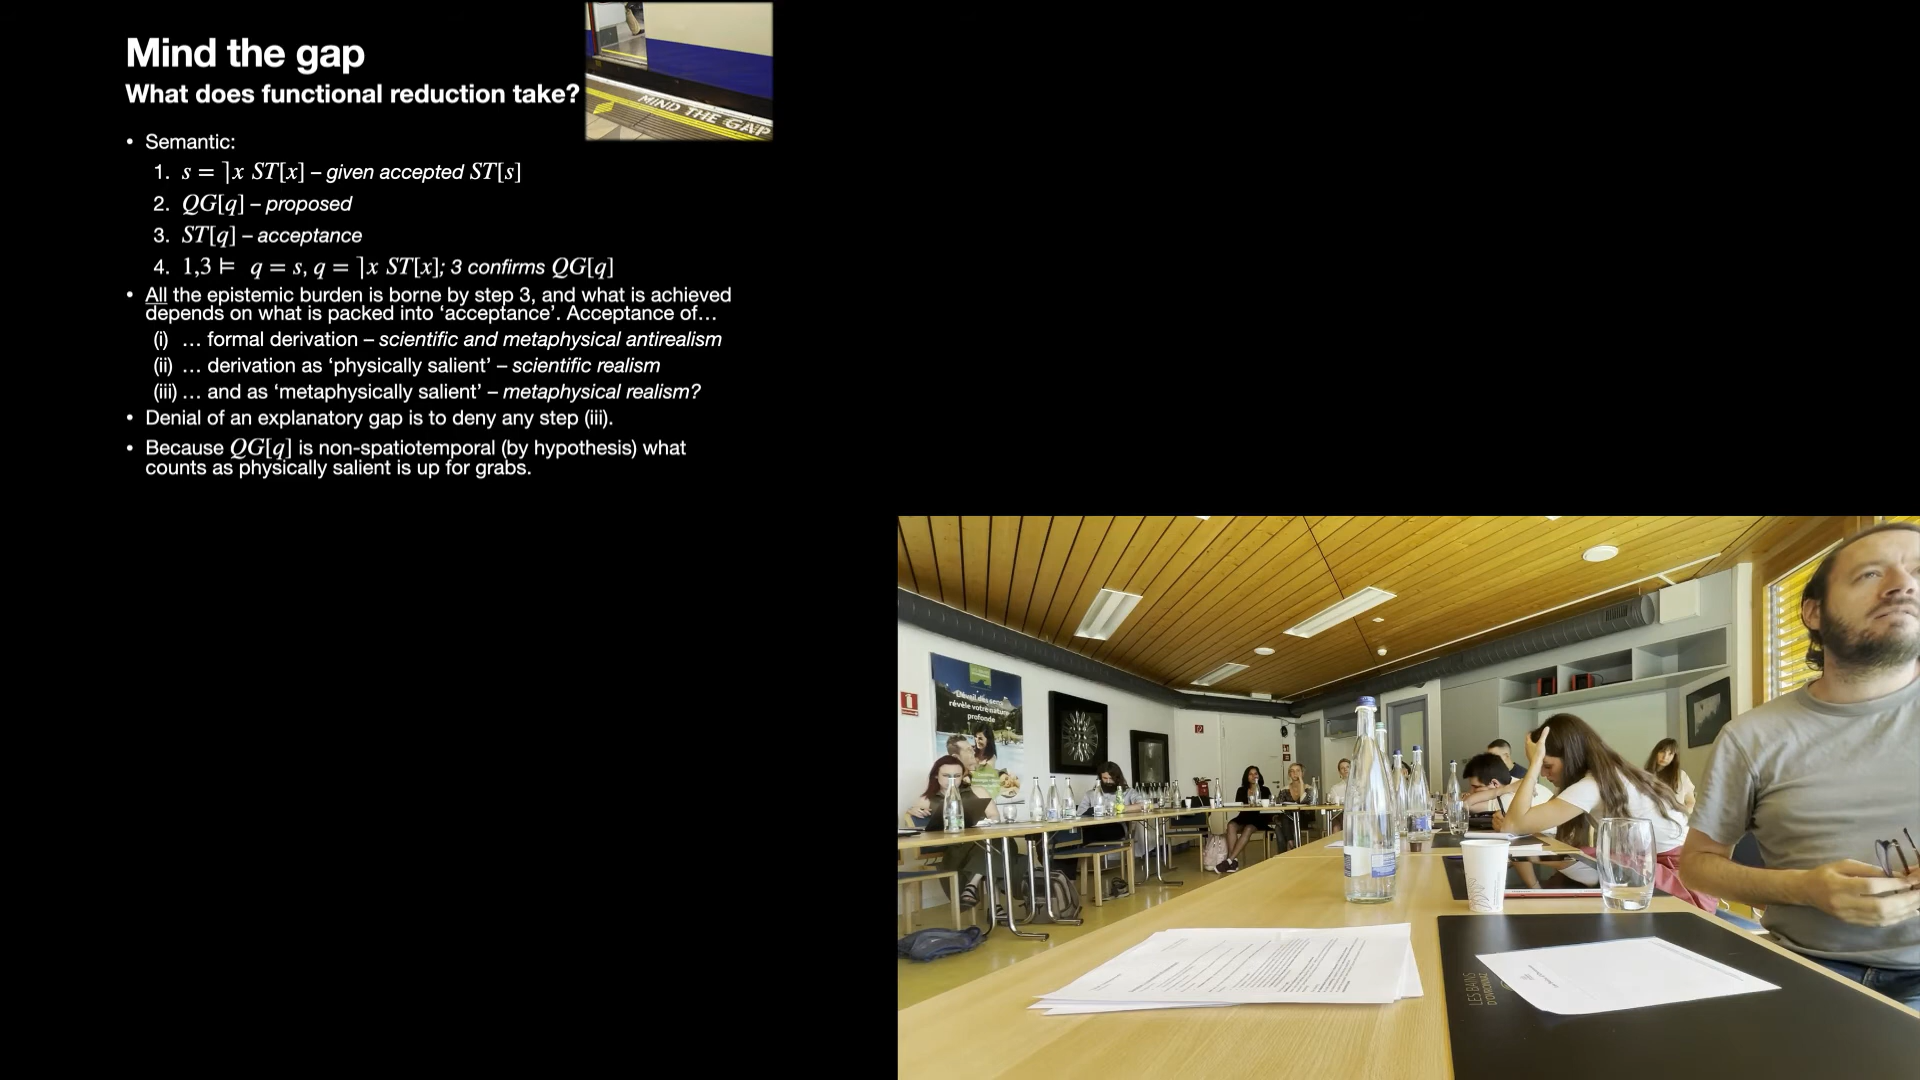 Mind the gap
What does functional reduction take?
MIND THE GAP
• Semantic:
1. s = ⌉x ST[x] – given accepted ST[s]
2. QG[q] – proposed
3. ST[q] – acceptance
4. 1,3 ⊨ q = s, q = ⌉x ST[x]; 3 confirms QG[q]
• All the epistemic burden is borne by step 3, and what is achieved
depends on what is packed into ‘acceptance’. Acceptance of…
(i) … formal derivation – scientific and metaphysical antirealism
(ii) … derivation as ‘physically salient’ – scientific realism
(iii) … and as ‘metaphysically salient’ – metaphysical realism?
• Denial of an explanatory gap is to deny any step (iii).
• Because QG[q] is non-spatiotemporal (by hypothesis) what
counts as physically salient is up for grabs.
révèle votre nature
profonde
LES BAINS
D'OVRONNAZ